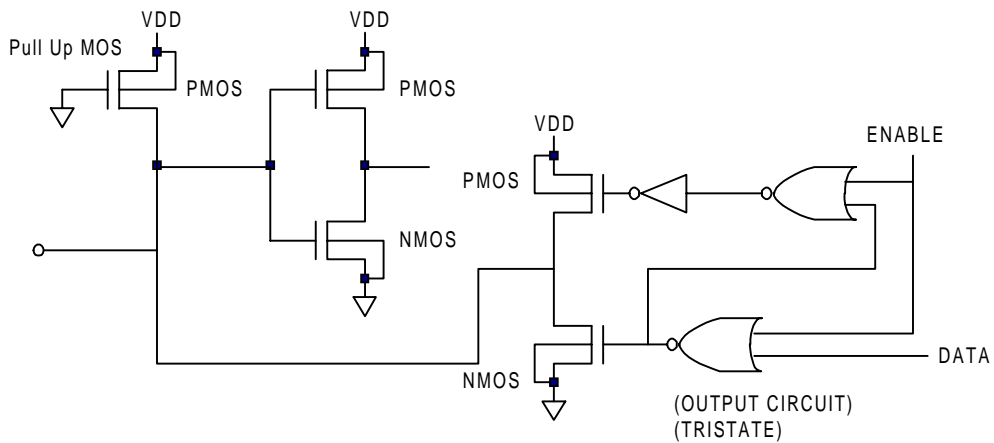 VDD
VDD
Pull Up MOS
PMOS
PMOS
VDD
ENABLE
PMOS
NMOS
DATA
NMOS
(OUTPUT CIRCUIT)
(TRISTATE)